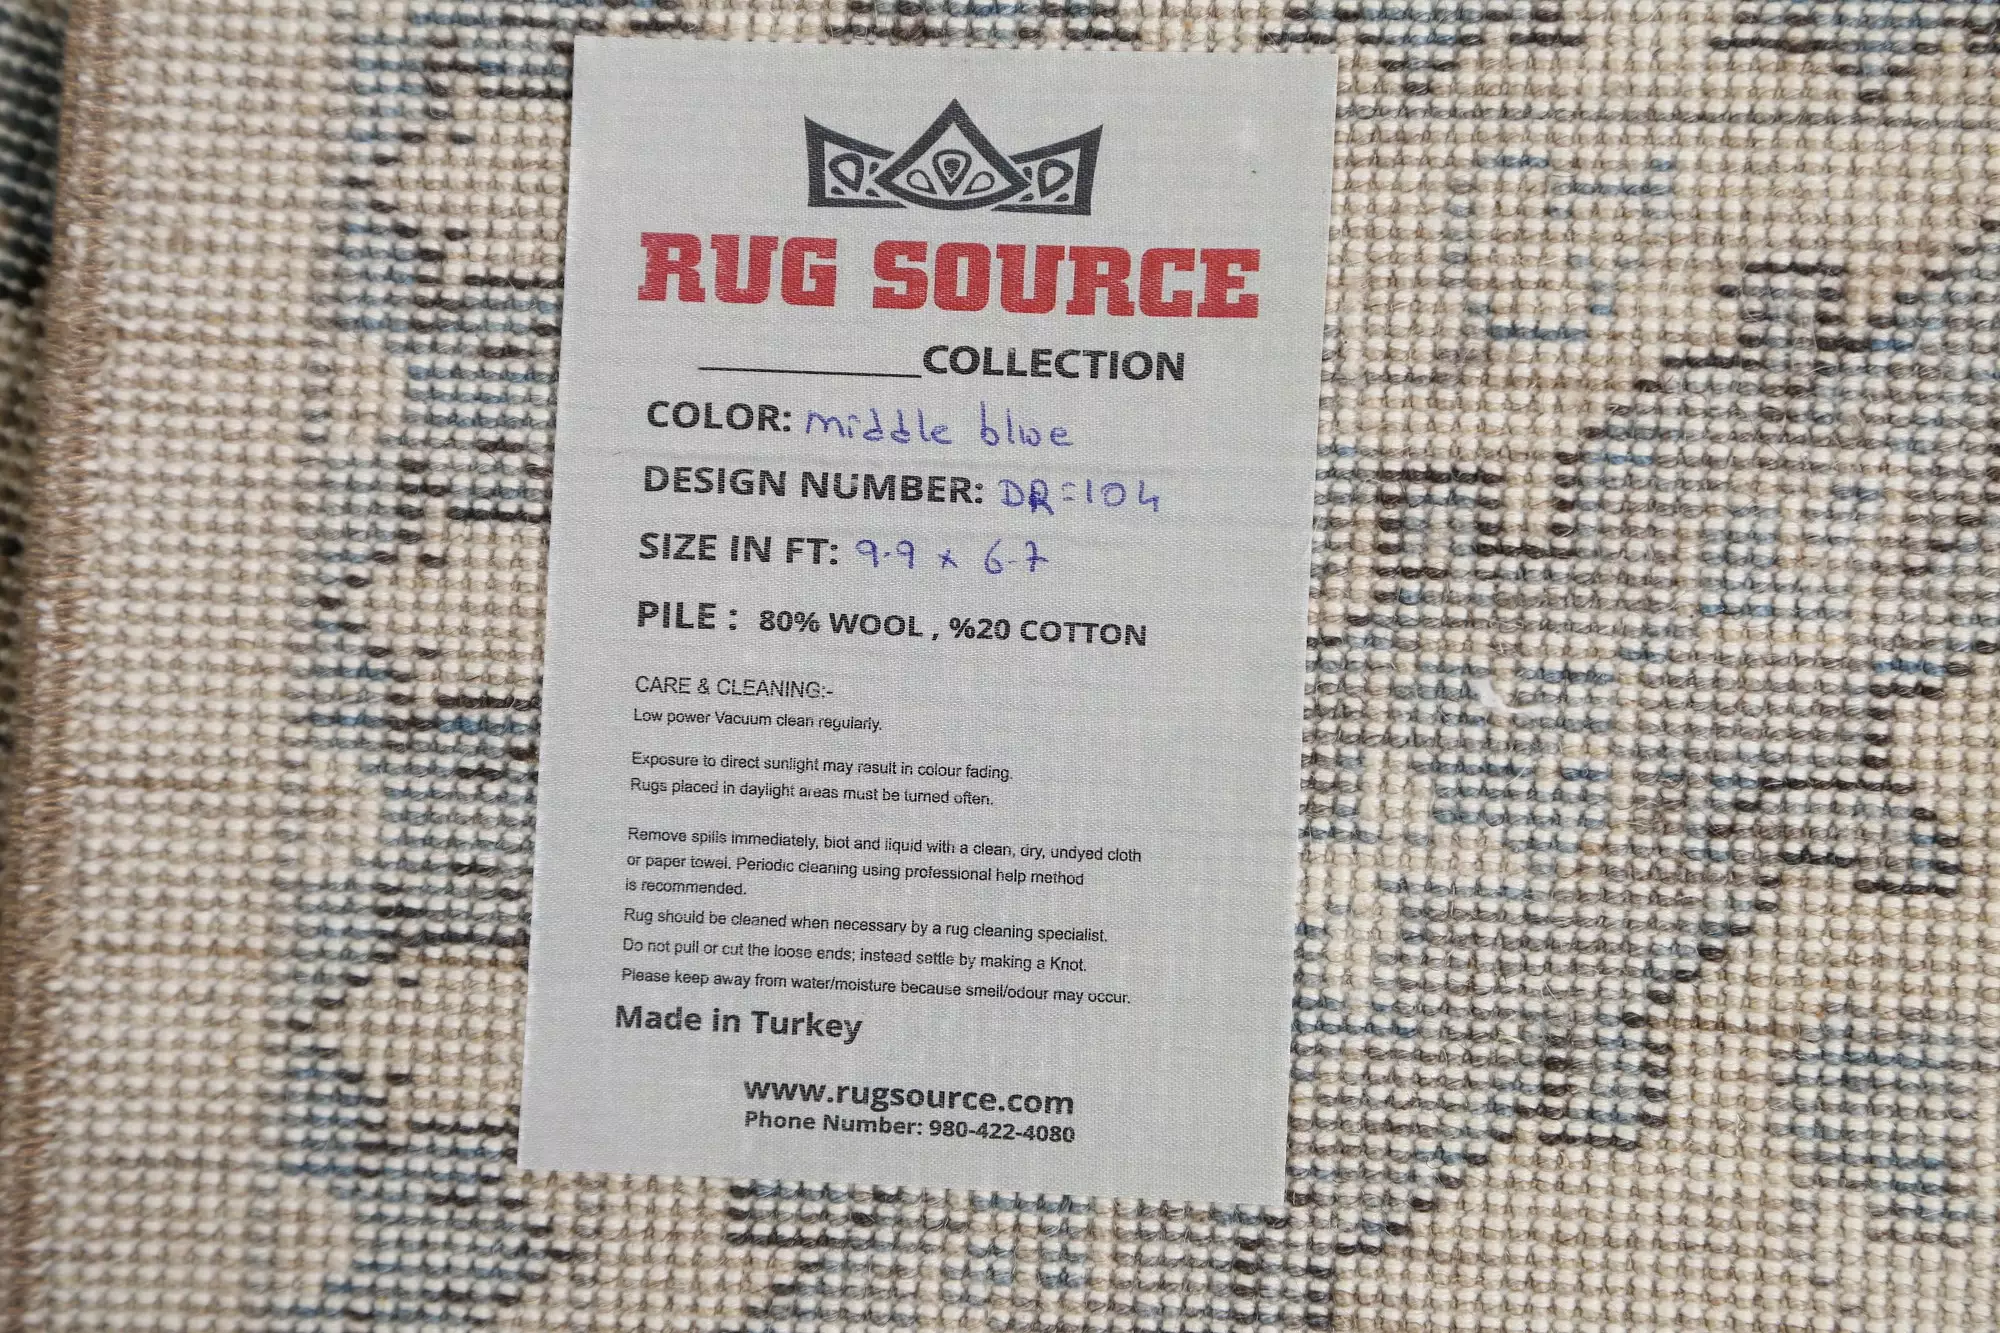 RUG SOURCE
__________COLLECTION
COLOR: middle blue
DESIGN NUMBER: DR=104
SIZE IN FT: 9-9 x 6-7
PILE : 80% WOOL , %20 COTTON
CARE & CLEANING:-
Low power Vacuum clean regularly.
Exposure to direct sunlight may rasult in colour fading.
Rugs placed in daylight areas must be turned often.
Remove spills immediately, biot and liquid with a clean, dry, undyed cloth
or paper towel. Periodic cleaning using professional help method
is recommended.
Rug should be cleaned when necessary by a rug cleaning specialist.
Do not pull or cut the loose ends; instead settle by making a Knot.
Please keep away from water/moisture because smell/odour may occur.
Made in Turkey
www.rugsource.com
Phone Number: 980-422-4080